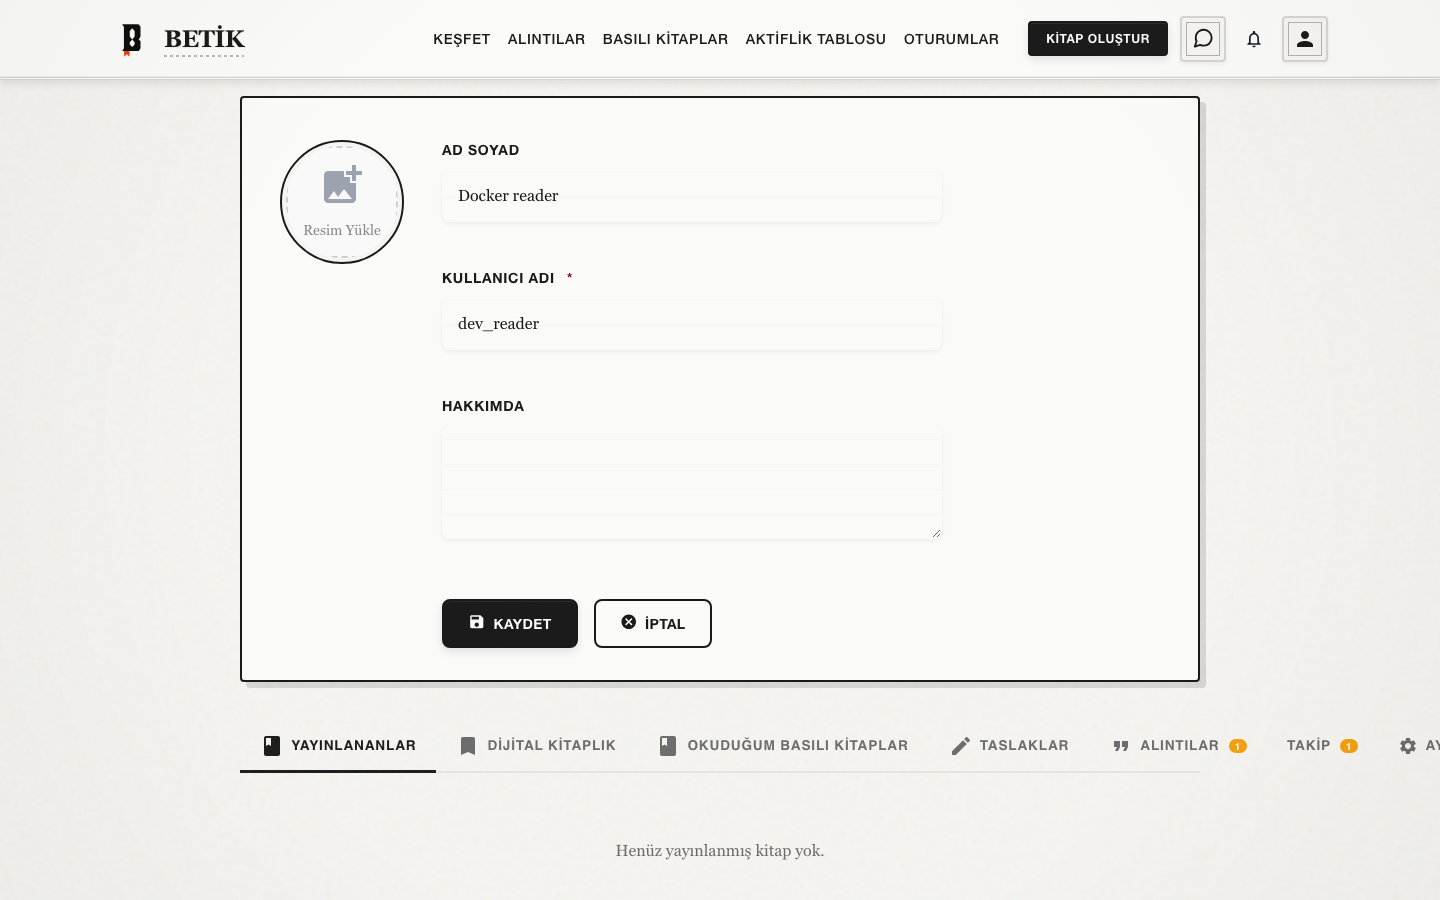 BETİK
KEŞFET ALINTILAR BASILI KİTAPLAR AKTİFLİK TABLOSU OTURUMLAR KİTAP OLUŞTUR
AD SOYAD
Docker reader
Resim Yükle
KULLANICI ADI *
dev_reader
HAKKIMDA
KAYDET İPTAL
YAYINLANANLAR DİJİTAL KİTAPLIK OKUDUĞUM BASILI KİTAPLAR TASLAKLAR ALINTILAR 1 TAKİP 1 AY
Henüz yayınlanmış kitap yok.